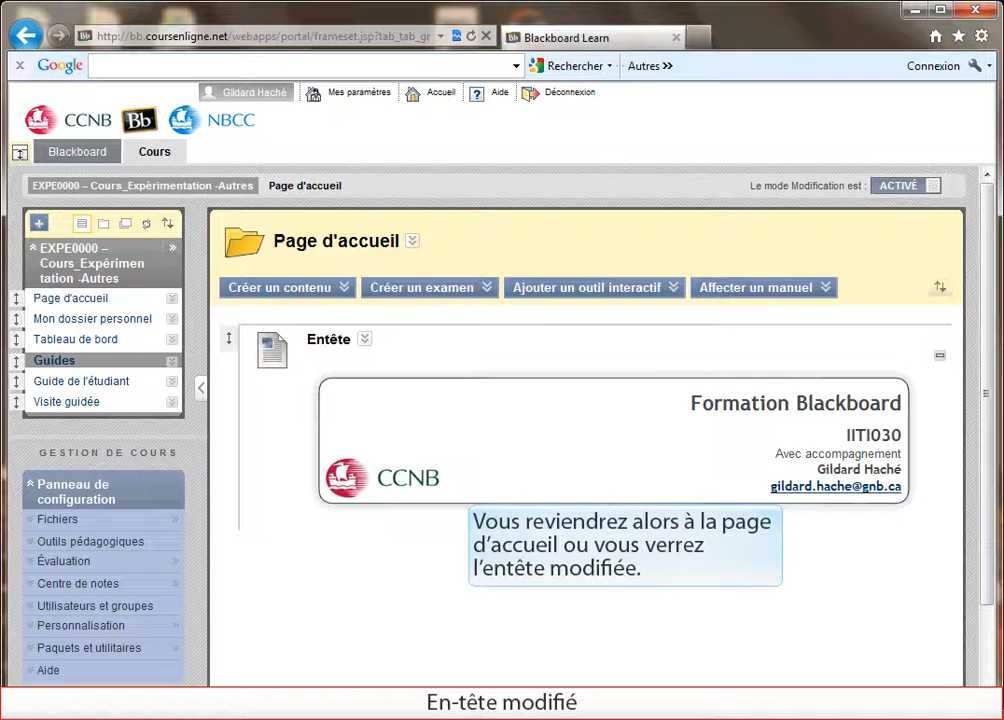 http://bb.coursenligne.net/webapps/portal/frameset.jsp?tab_tab_gr
Bb Blackboard Learn
x Google Rechercher Autres >> Connexion
Gildard Haché Mes paramètres Accueil ? Aide Déconnexion
CCNB Bb NBCC
Blackboard Cours
EXPE0000 – Cours_Expèrimentation -Autres Page d'accueil Le mode Modification est : ACTIVÉ
EXPE0000 –
Cours_Expérimen
tation -Autres
Page d'accueil
Mon dossier personnel
Tableau de bord
Guides
Guide de l'étudiant
Visite guidée
GESTION DE COURS
Panneau de
configuration
Fichiers
Outils pédagogiques
Évaluation
Centre de notes
Utilisateurs et groupes
Personnalisation
Paquets et utilitaires
Aide
Page d'accueil
Créer un contenu Créer un examen Ajouter un outil interactif Affecter un manuel
Entête
Formation Blackboard
IITI030
Avec accompagnement
Gildard Haché
gildard.hache@gnb.ca
CCNB
Vous reviendrez alors à la page
d'accueil ou vous verrez
l'entête modifiée.
En-tête modifié